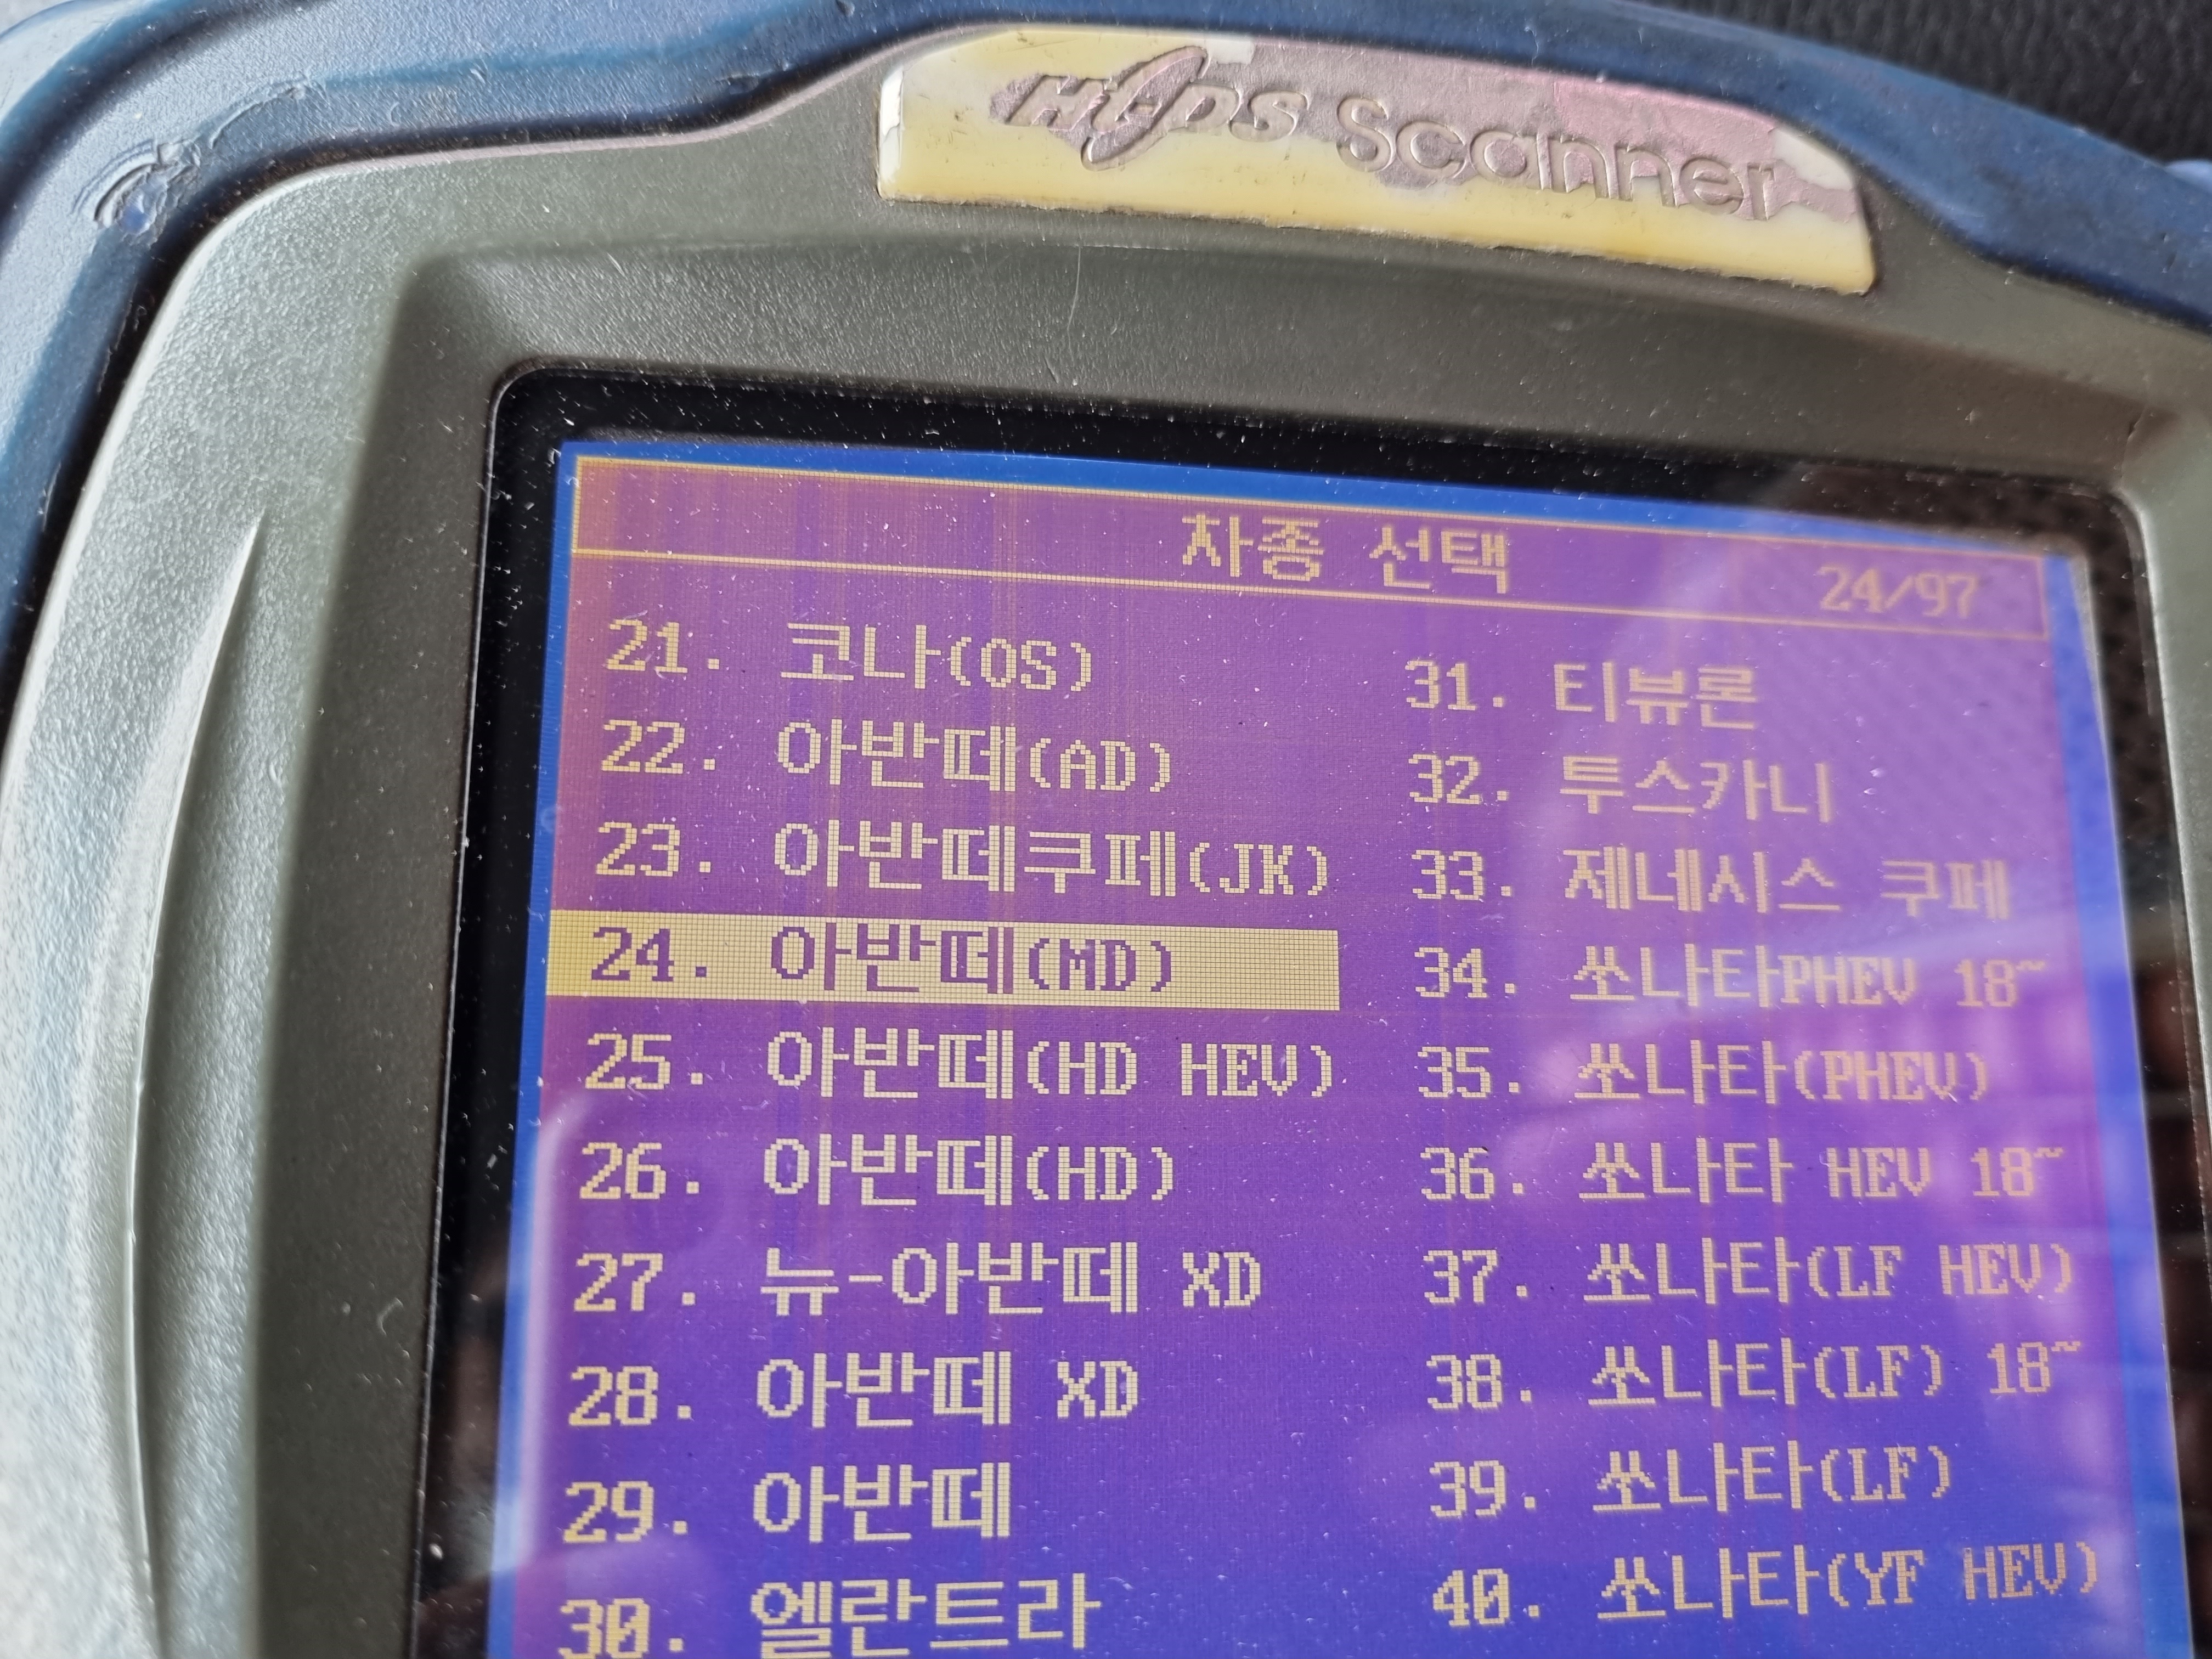 Hi-DS Scanner
차종 선택
24/97
21. 코나(OS)
22. 아반떼(AD)
23. 아반떼쿠페(JK)
24. 아반떼(MD)
25. 아반떼(HD HEV)
26. 아반떼(HD)
27. 뉴-아반떼 XD
28. 아반떼 XD
29. 아반떼
30. 엘란트라
31. 티뷰론
32. 투스카니
33. 제네시스 쿠페
34. 쏘나타PHEV 18~
35. 쏘나타(PHEV)
36. 쏘나타 HEV 18~
37. 쏘나타(LF HEV)
38. 쏘나타(LF) 18~
39. 쏘나타(LF)
40. 쏘나타(YF HEV)